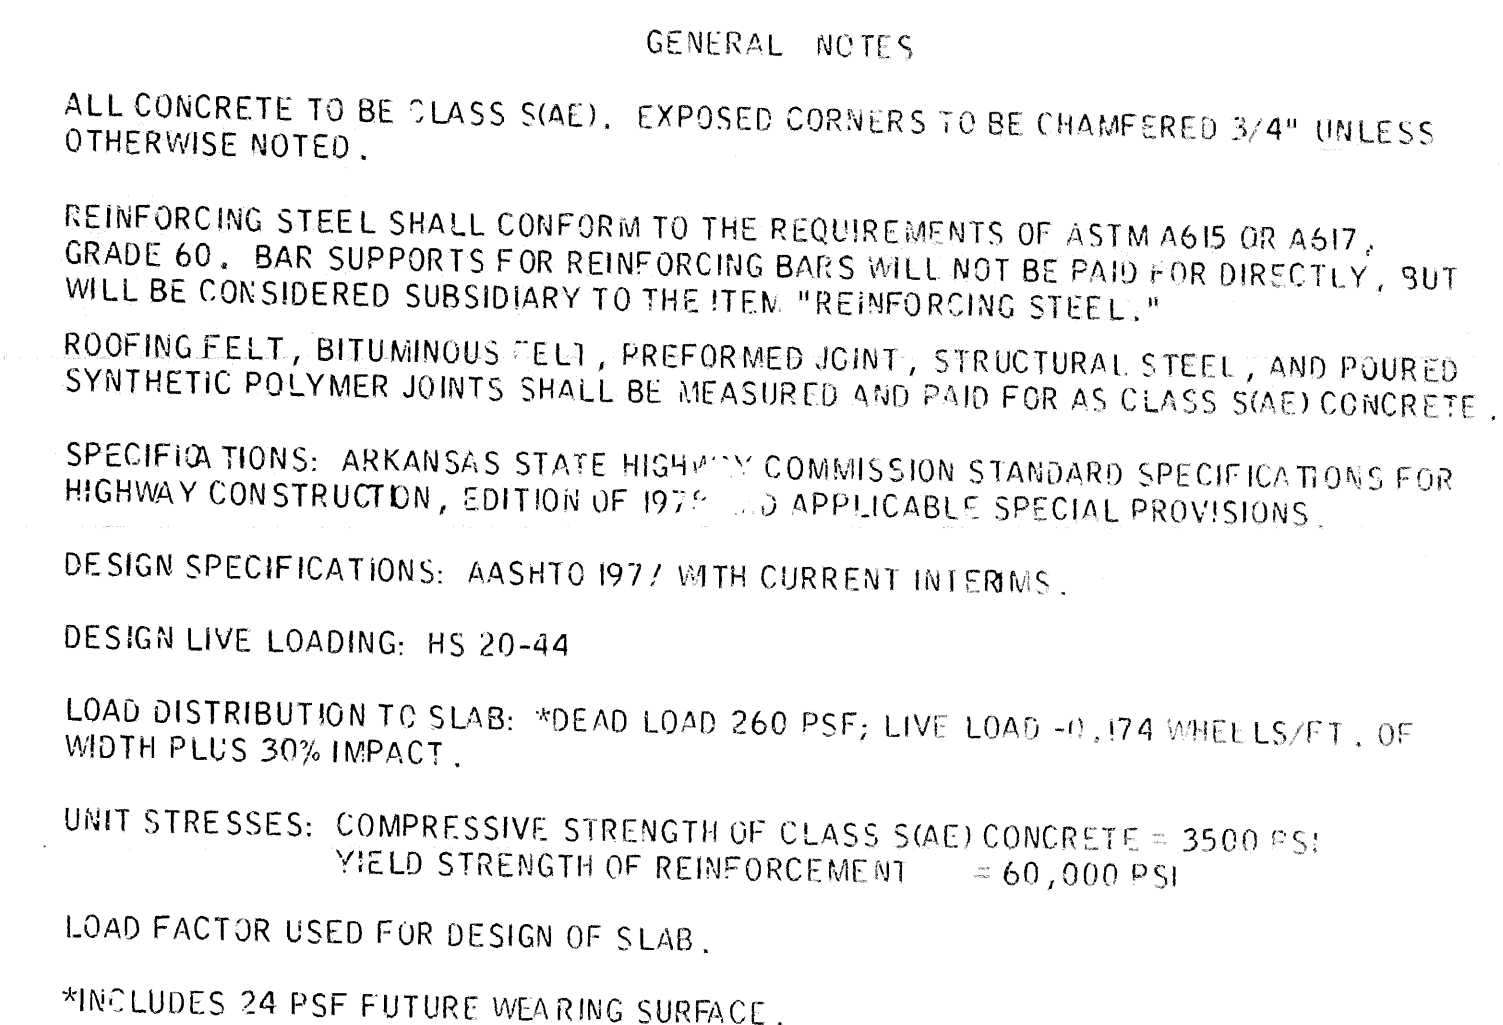 GENERAL NOTES
ALL CONCRETE TO BE CLASS S(AE). EXPOSED CORNERS TO BE CHAMFERED 3/4" UNLESS
OTHERWISE NOTED.
REINFORCING STEEL SHALL CONFORM TO THE REQUIREMENTS OF ASTM A615 OR A617,
GRADE 60. BAR SUPPORTS FOR REINFORCING BARS WILL NOT BE PAID FOR DIRECTLY, BUT
WILL BE CONSIDERED SUBSIDIARY TO THE ITEM "REINFORCING STEEL."
ROOFING FELT, BITUMINOUS FELT, PREFORMED JOINT, STRUCTURAL STEEL, AND POURED
SYNTHETIC POLYMER JOINTS SHALL BE MEASURED AND PAID FOR AS CLASS S(AE) CONCRETE.
SPECIFICATIONS: ARKANSAS STATE HIGHWAY COMMISSION STANDARD SPECIFICATIONS FOR
HIGHWAY CONSTRUCTION, EDITION OF APPLICABLE SPECIAL PROVISIONS.
DESIGN SPECIFICATIONS: AASHTO 1977 WITH CURRENT INTERIMS.
DESIGN LIVE LOADING: HS 20-44
LOAD DISTRIBUTION TO SLAB: *DEAD LOAD 260 PSF; LIVE LOAD -0.174 WHEELS/FT. OF
WIDTH PLUS 30% IMPACT.
UNIT STRESSES: COMPRESSIVE STRENGTH OF CLASS S(AE) CONCRETE = 3500 PSI
YIELD STRENGTH OF REINFORCEMENT = 60,000 PSI
LOAD FACTOR USED FOR DESIGN OF SLAB.
*INCLUDES 24 PSF FUTURE WEARING SURFACE.